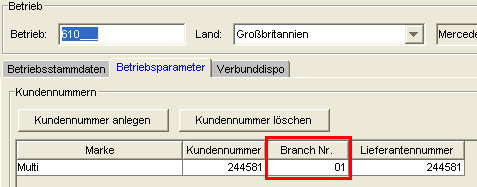 Betrieb
Betrieb: 610__ Land: Großbritannien Mercede
Betriebsstammdaten Betriebsparameter Verbunddispo
Kundennummern
Kundennummer anlegen Kundennummer löschen
Marke Kundennummer Branch Nr. Lieferantennummer
Multi 244581 01 244581